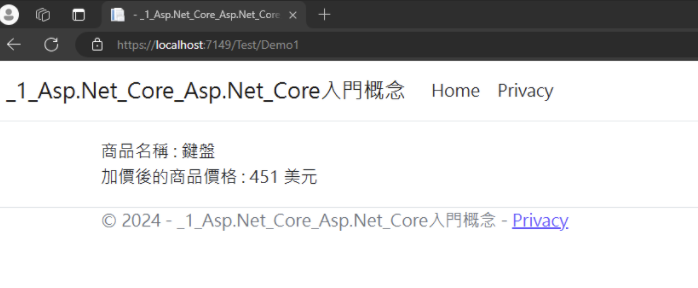 - _1_Asp.Net_Core_Asp.Net_Core
https://localhost:7149/Test/Demo1
_1_Asp.Net_Core_Asp.Net_Core入門概念 Home Privacy
商品名稱 : 鍵盤
加價後的商品價格 : 451 美元
© 2024 - _1_Asp.Net_Core_Asp.Net_Core入門概念 - Privacy